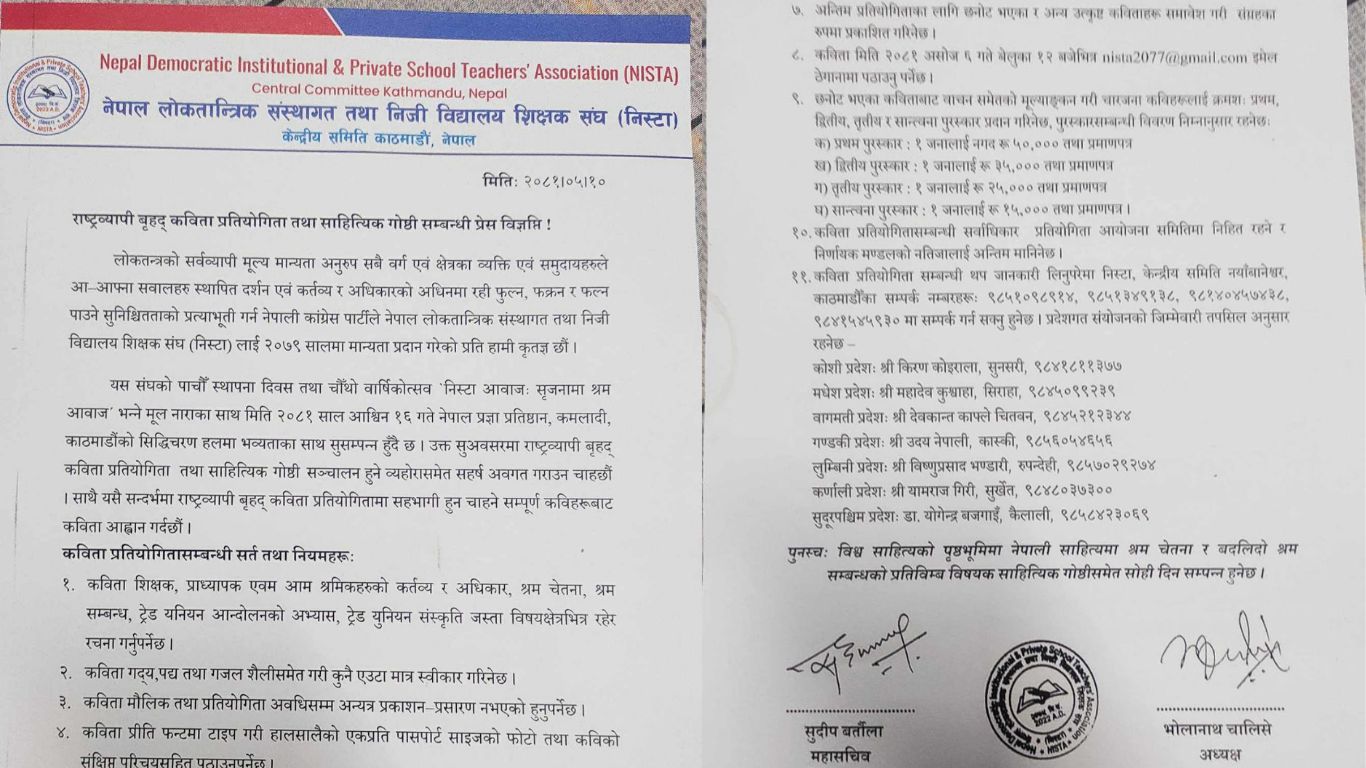 Nepal Democratic Institutional & Private School Teachers' Association (NISTA)
Central Committee Kathmandu, Nepal
नेपाल लोकतान्त्रिक संस्थागत तथा निजी विद्यालय शिक्षक संघ (निस्टा)
केन्द्रीय समिति काठमाडौं, नेपाल
मितिः २०८१।०५।१०
राष्ट्रव्यापी बृहद् कविता प्रतियोगिता तथा साहित्यिक गोष्ठी सम्बन्धी प्रेस विज्ञप्ति !
लोकतन्त्रको सर्वव्यापी मूल्य मान्यता अनुरुप सबै वर्ग एवं क्षेत्रका व्यक्ति एवं समुदायहरुले
आ–आफ्ना सवालहरु स्थापित दर्शन एवं कर्तव्य र अधिकारको अधिनमा रही फुल्न, फक्रन र फल्न
पाउने सुनिश्चितताको प्रत्याभूती गर्न नेपाली कांग्रेस पार्टीले नेपाल लोकतान्त्रिक संस्थागत तथा निजी
विद्यालय शिक्षक संघ (निस्टा) लाई २०७९ सालमा मान्यता प्रदान गरेको प्रति हामी कृतज्ञ छौं ।
यस संघको पाचौँ स्थापना दिवस तथा चौँथो वार्षिकोत्सव `निस्टा आवाजः सृजनामा श्रम
आवाज´ भन्ने मूल नाराका साथ मिति २०८१ साल आश्विन १६ गते नेपाल प्रज्ञा प्रतिष्ठान, कमलादी,
काठमाडौंको सिद्धिचरण हलमा भव्यताका साथ सुसम्पन्न हुँदै छ । उक्त सुअवसरमा राष्ट्रव्यापी बृहद्
कविता प्रतियोगिता तथा साहित्यिक गोष्ठी सञ्चालन हुने व्यहोरासमेत सहर्ष अवगत गराउन चाहछौं
। साथै यसै सन्दर्भमा राष्ट्रव्यापी बृहद् कविता प्रतियोगितामा सहभागी हुन चाहने सम्पूर्ण कविहरूबाट
कविता आह्वान गर्दछौं ।
कविता प्रतियोगितासम्बन्धी सर्त तथा नियमहरूः
१. कविता शिक्षक, प्राध्यापक एवम आम श्रमिकहरुको कर्तव्य र अधिकार, श्रम चेतना, श्रम
सम्बन्ध, ट्रेड यनियन आन्दोलनको अभ्यास, ट्रेड युनियन संस्कृति जस्ता विषयक्षेत्रभित्र रहेर
रचना गर्नुपर्नेछ ।
२. कविता गद्य,पद्य तथा गजल शैलीसमेत गरी कुनै एउटा मात्र स्वीकार गरिनेछ ।
३. कविता मौलिक तथा प्रतियोगिता अवधिसम्म अन्यत्र प्रकाशन–प्रसारण नभएको हुनुपर्नेछ ।
४. कविता प्रीति फन्टमा टाइप गरी हालसालैको एकप्रति पासपोर्ट साइजको फोटो तथा कविको
संक्षिप्त परिचयसहित पठाउनुपर्नेछ ।
७. अन्तिम प्रतियोगिताका लागि छनोट भएका र अन्य उत्कृष्ट कविताहरू समावेश गरी संग्रहका
रूपमा प्रकाशित गरिनेछ ।
८. कविता मिति २०८१ असोज ६ गते बेलुका १२ बजेभित्र nista2077@gmail.com इमेल
ठेगानामा पठाउनु पर्नेछ ।
९. छनोट भएका कविताबाट वाचन समेतको मूल्याङ्कन गरी चारजना कविहरूलाई क्रमशः प्रथम,
द्वितीय, तृतीय र सान्त्वना पुरस्कार प्रदान गरिनेछ, पुरस्कारसम्बन्धी विवरण निम्नानुसार रहनेछः
क) प्रथम पुरस्कार : १ जनालाई नगद रू ५०,००० तथा प्रमाणपत्र
ख) द्वितीय पुरस्कार : १ जनालाई रू ३५,००० तथा प्रमाणपत्र
ग) तृतीय पुरस्कार : १ जनालाई रू २५,००० तथा प्रमाणपत्र
घ) सान्त्वना पुरस्कार : १ जनालाई रू १५,००० तथा प्रमाणपत्र ।
१०. कविता प्रतियोगितासम्बन्धी सर्वाधिकार प्रतियोगिता आयोजना समितिमा निहित रहने र
निर्णायक मण्डलको नतिजालाई अन्तिम मानिनेछ ।
११. कविता प्रतियोगिता सम्बन्धी थप जानकारी लिनुपरेमा निस्टा, केन्द्रीय समिति नयाँबानेश्वर,
काठमाडौँका सम्पर्क नम्बरहरूः ९८५१०९८९१४, ९८५१३४९१३८, ९८१४०४५७४३८,
९८४१५४५९३० मा सम्पर्क गर्न सक्नु हुनेछ । प्रदेशगत संयोजनको जिम्मेवारी तपसिल अनुसार
रहनेछ –
कोशी प्रदेशः श्री किरण कोइराला, सुनसरी, ९८४१८११३७७
मधेश प्रदेशः श्री महादेव कुश्वाहा, सिराहा, ९८४५०९९२३९
वागमती प्रदेशः श्री देवकान्त काफ्ले चितवन, ९८४५२१२३४४
गण्डकी प्रदेशः श्री उदय नेपाली, कास्की, ९८५६०५४६५६
लुम्बिनी प्रदेशः श्री विष्णुप्रसाद भण्डारी, रुपन्देही, ९८५७०२९२७४
कर्णाली प्रदेशः श्री यामराज गिरी, सुर्खेत, ९८४८०३७३००
सुदूरपश्चिम प्रदेशः डा. योगेन्द्र बजगाइँ, कैलाली, ९८५८४२३०६९
पुनस्चः विश्व साहित्यको पृष्ठभूमिमा नेपाली साहित्यमा श्रम चेतना र बदलिदो श्रम
सम्बन्धको प्रतिविम्ब विषयक साहित्यिक गोष्ठीसमेत सोही दिन सम्पन्न हुनेछ ।
सुदीप बर्तौला
महासचिव
भोलानाथ चालिसे
अध्यक्ष